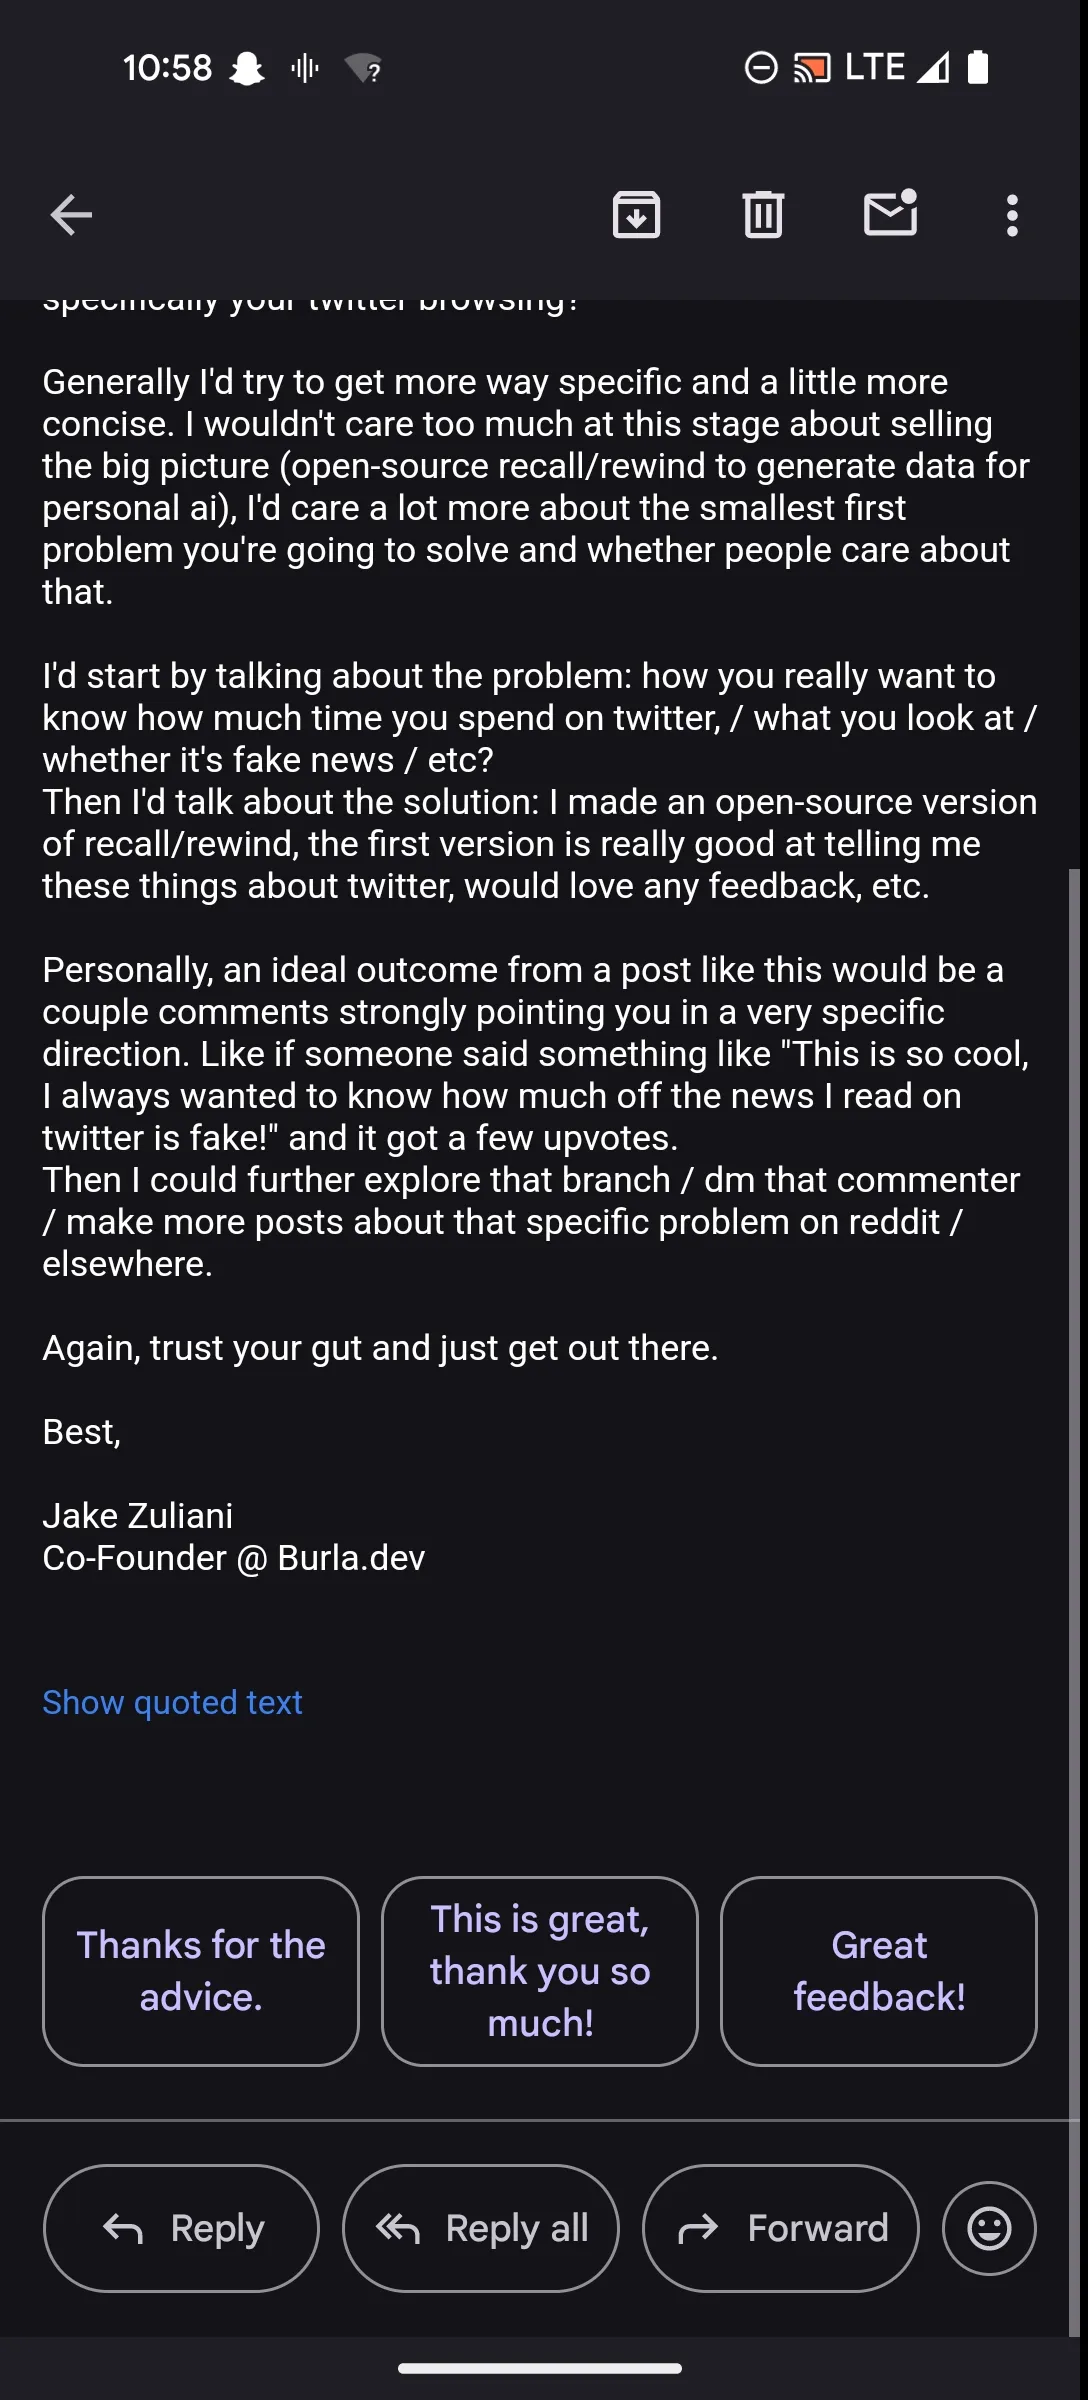 10:58
LTE
specifically your twitter browsing?
Generally I'd try to get more way specific and a little more
concise. I wouldn't care too much at this stage about selling
the big picture (open-source recall/rewind to generate data for
personal ai), I'd care a lot more about the smallest first
problem you're going to solve and whether people care about
that.
I'd start by talking about the problem: how you really want to
know how much time you spend on twitter, / what you look at /
whether it's fake news / etc?
Then I'd talk about the solution: I made an open-source version
of recall/rewind, the first version is really good at telling me
these things about twitter, would love any feedback, etc.
Personally, an ideal outcome from a post like this would be a
couple comments strongly pointing you in a very specific
direction. Like if someone said something like "This is so cool,
I always wanted to know how much off the news I read on
twitter is fake!" and it got a few upvotes.
Then I could further explore that branch / dm that commenter
/ make more posts about that specific problem on reddit /
elsewhere.
Again, trust your gut and just get out there.
Best,
Jake Zuliani
Co-Founder @ Burla.dev
Show quoted text
Thanks for the
advice.
This is great,
thank you so
much!
Great
feedback!
Reply
Reply all
Forward